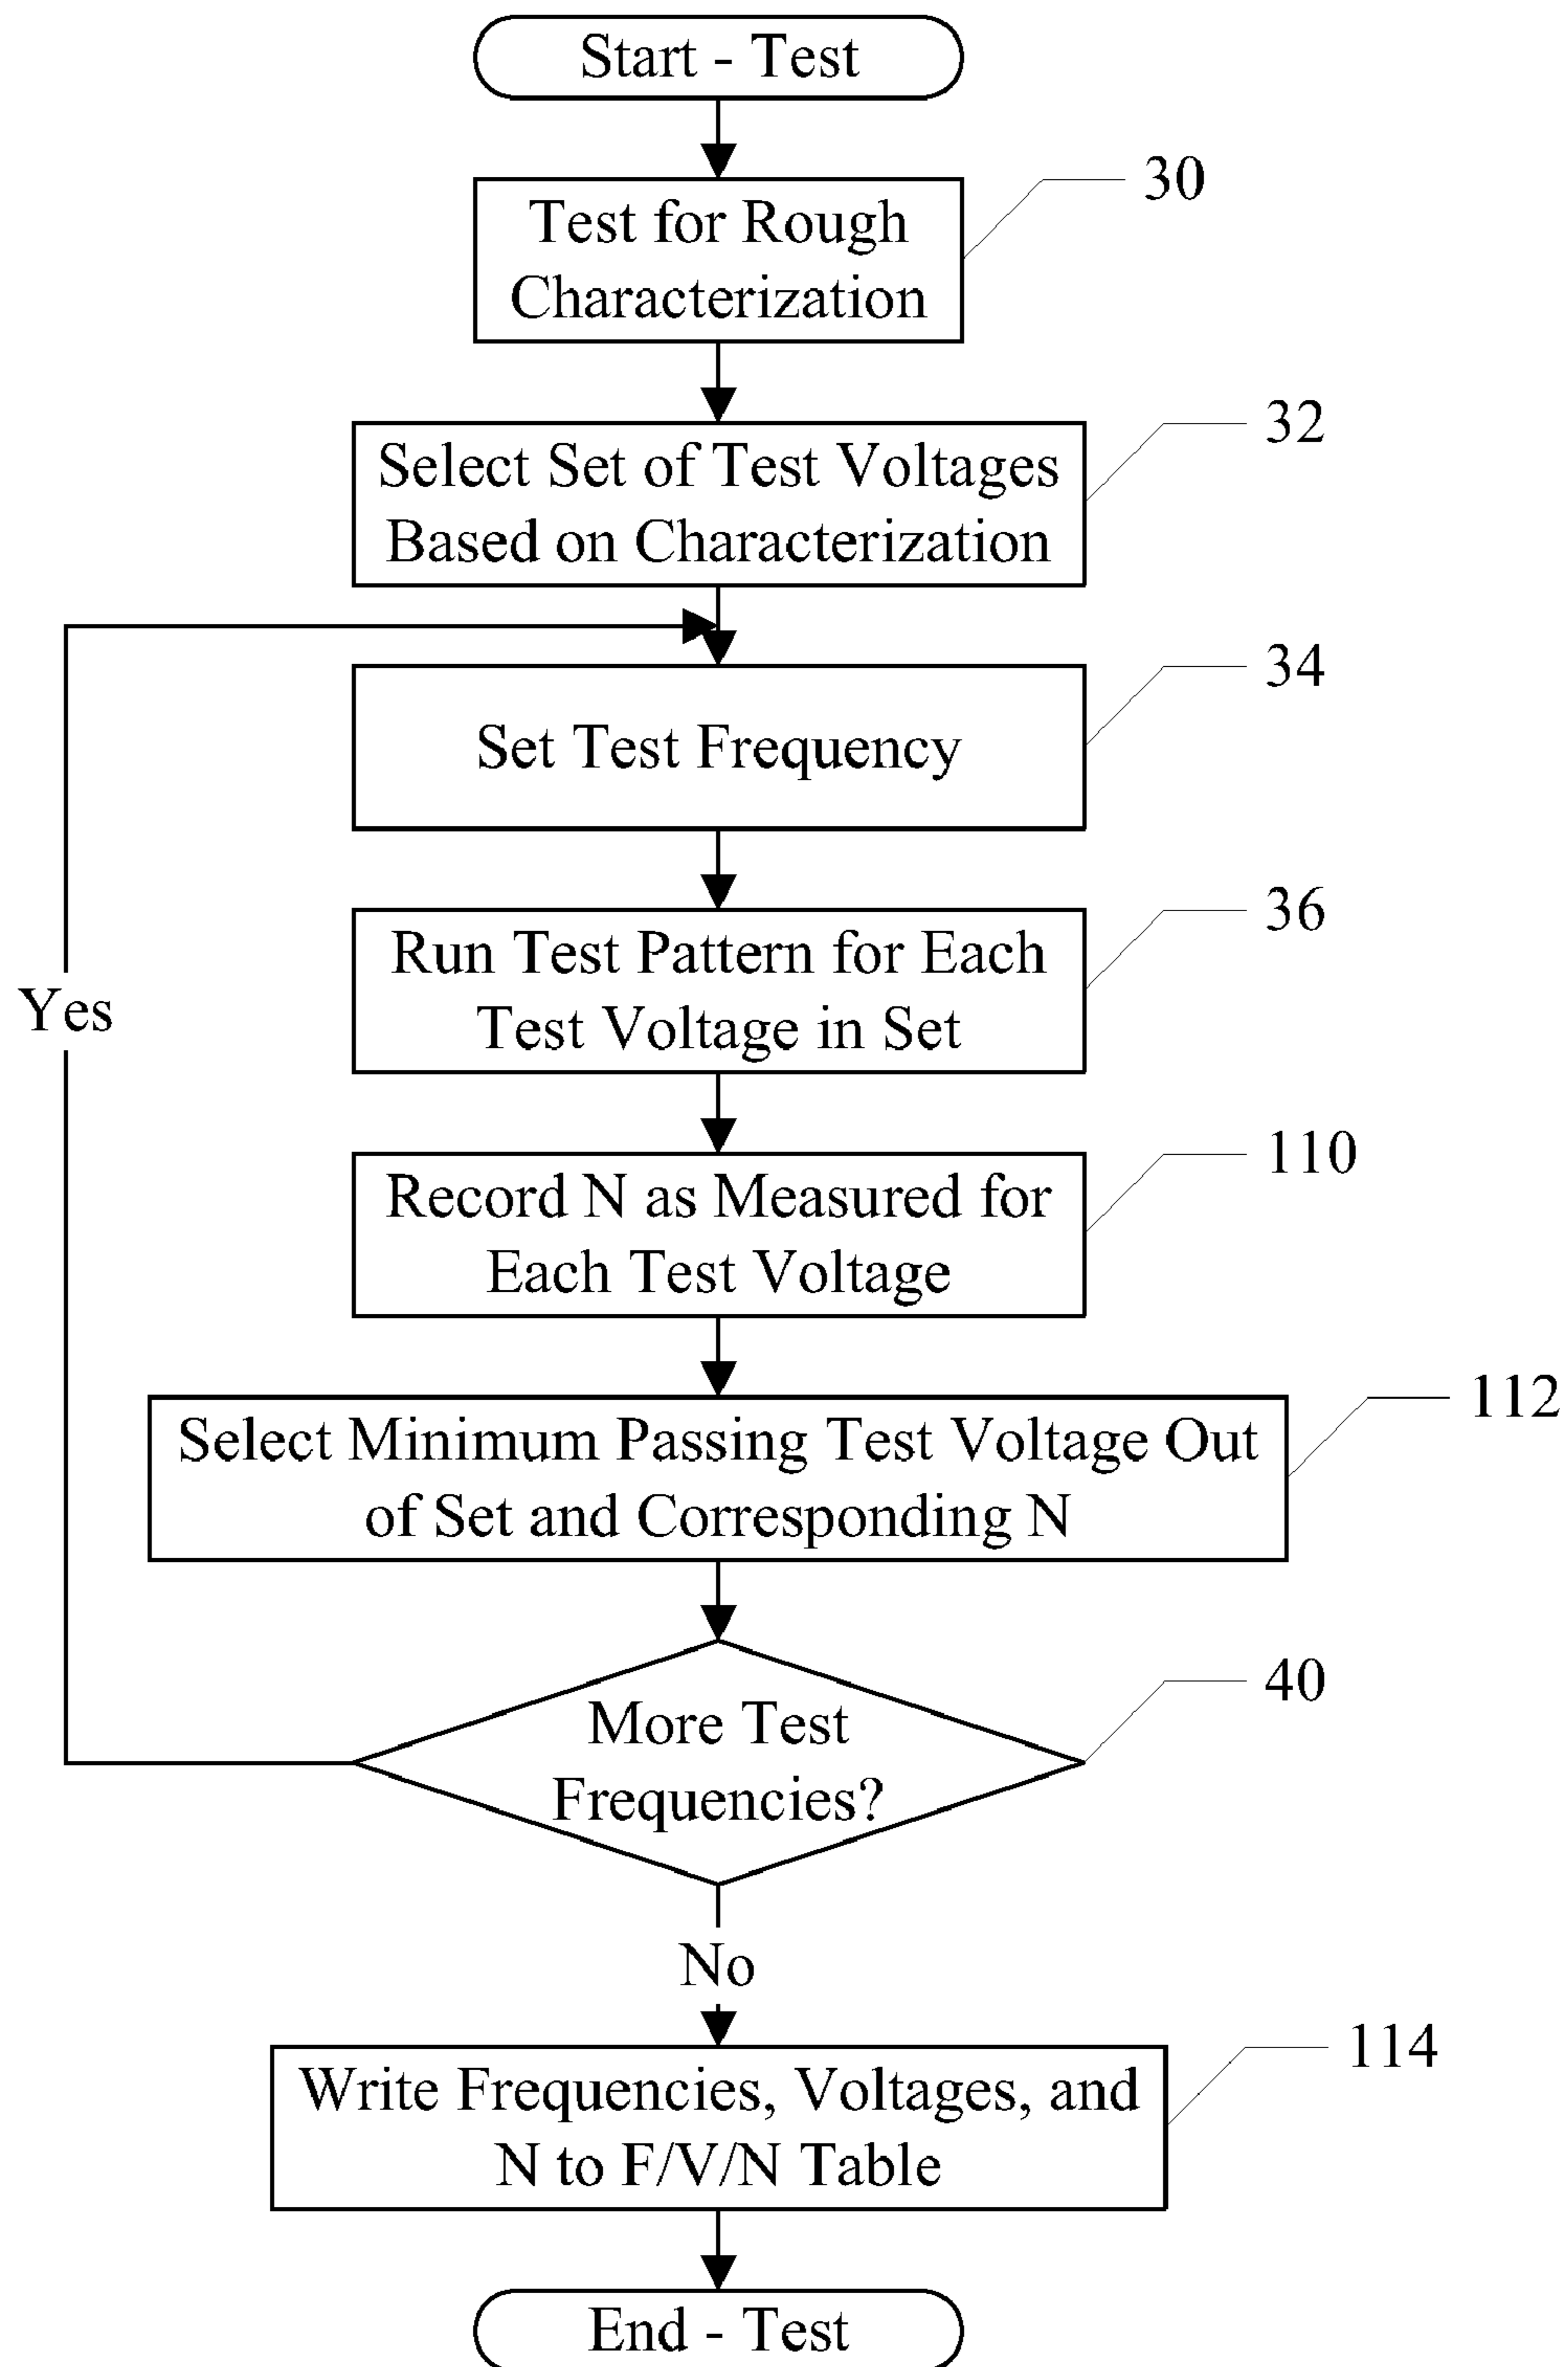 Start - Test
30
Test for Rough
Characterization
32
Select Set of Test Voltages
Based on Characterization
34
Set Test Frequency
36
Run Test Pattern for Each
Test Voltage in Set
Yes
110
Record N as Measured for
Each Test Voltage
112
Select Minimum Passing Test Voltage Out
of Set and Corresponding N
40
More Test
Frequencies?
No
114
Write Frequencies, Voltages, and
N to F/V/N Table
End - Test